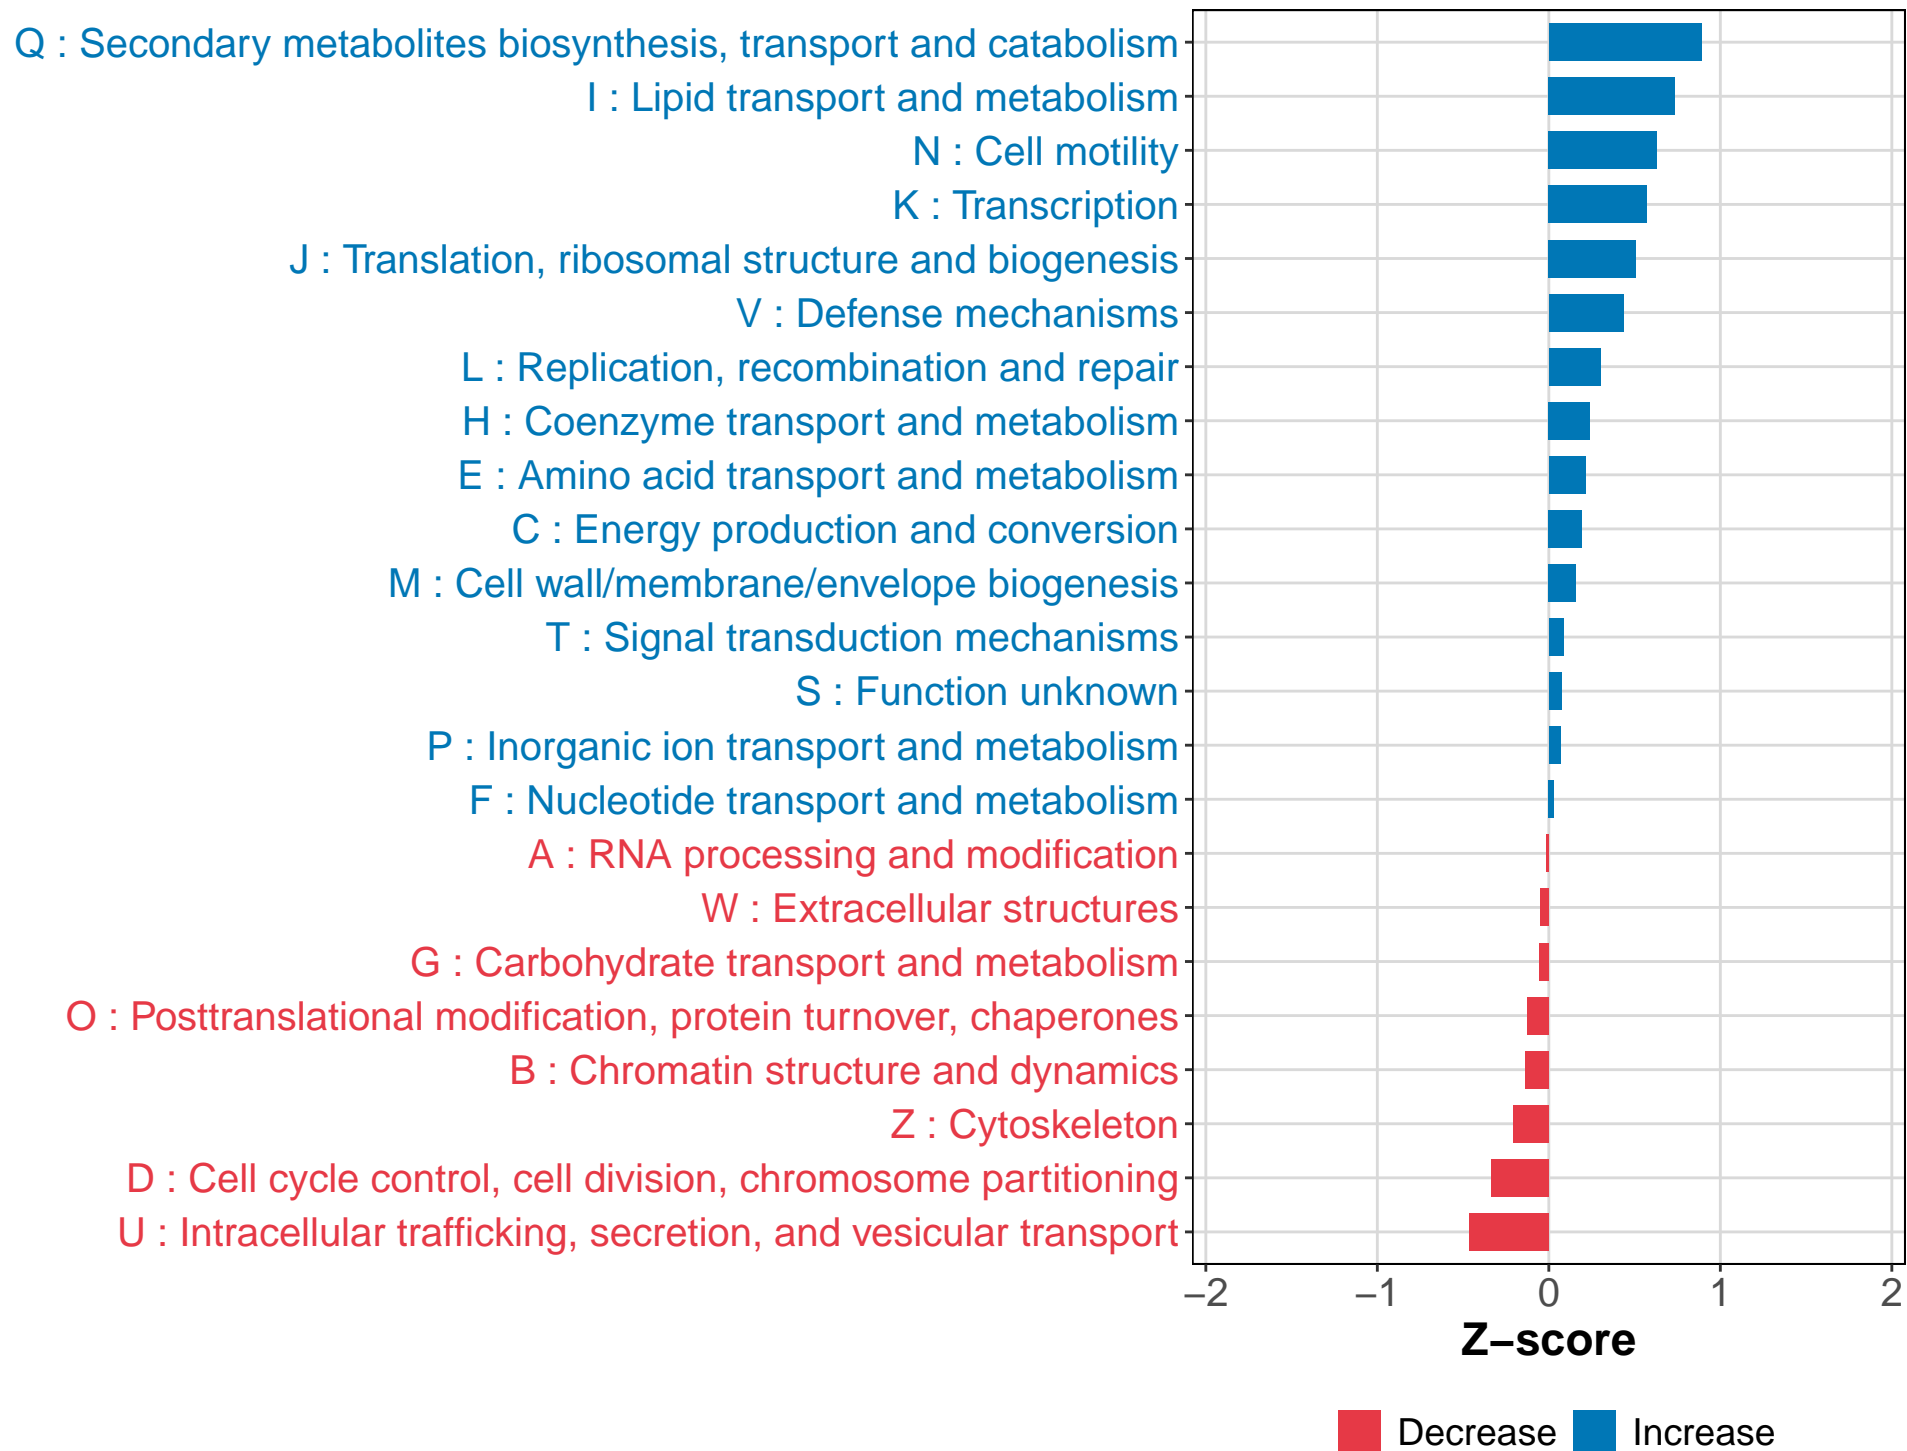 Q : Secondary metabolites biosynthesis, transport and catabolism
I : Lipid transport and metabolism
N : Cell motility
K : Transcription
J : Translation, ribosomal structure and biogenesis
V : Defense mechanisms
L : Replication, recombination and repair
H : Coenzyme transport and metabolism
E : Amino acid transport and metabolism
C : Energy production and conversion
M : Cell wall/membrane/envelope biogenesis
T : Signal transduction mechanisms
S : Function unknown
P : Inorganic ion transport and metabolism
F : Nucleotide transport and metabolism
A : RNA processing and modification
W : Extracellular structures
G : Carbohydrate transport and metabolism
O : Posttranslational modification, protein turnover, chaperones
B : Chromatin structure and dynamics
Z : Cytoskeleton
D : Cell cycle control, cell division, chromosome partitioning
U : Intracellular trafficking, secretion, and vesicular transport
−2 −1 0 1 2
Z−score
Decrease Increase